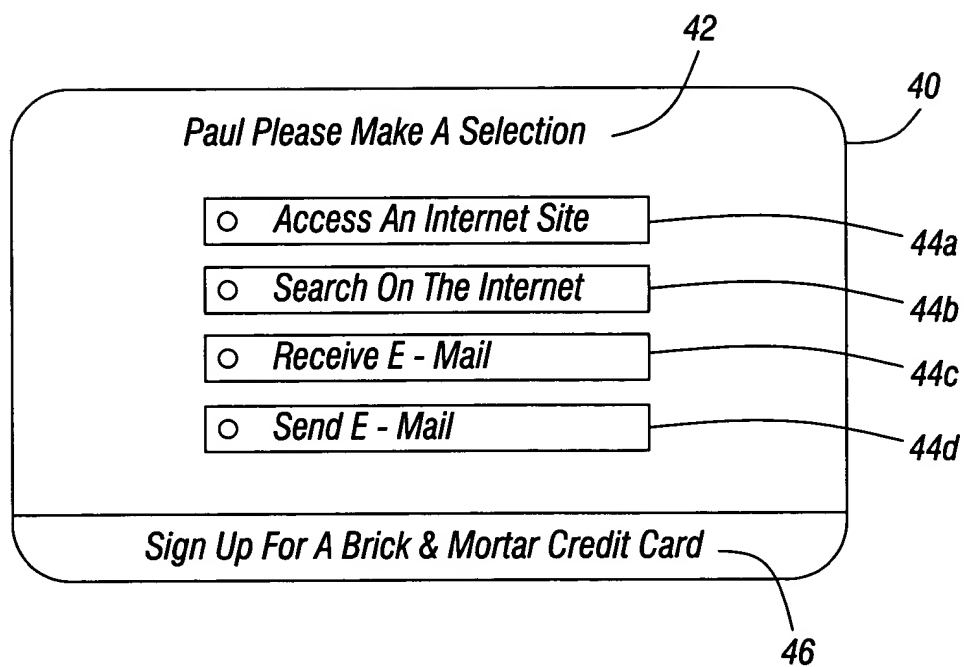 42
40
Paul Please Make A Selection
Access An Internet Site
44a
Search On The Internet
44b
Receive E - Mail
44c
Send E - Mail
44d
Sign Up For A Brick & Mortar Credit Card
46